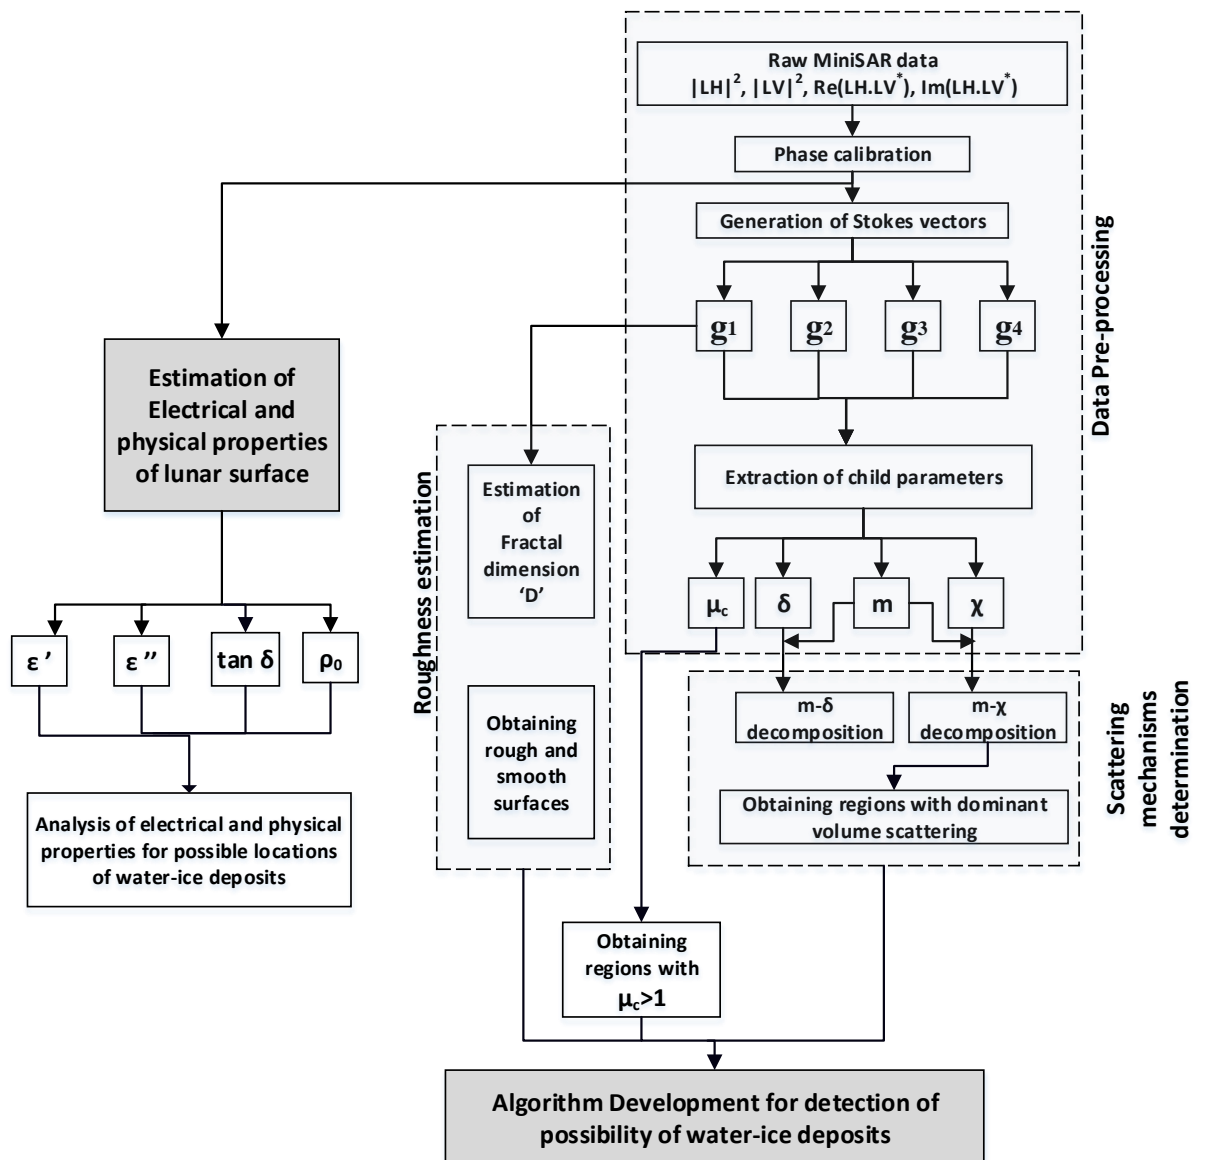 Raw MiniSAR data
|LH|², |LV|², Re(LH.LV*), Im(LH.LV*)
Phase calibration
Generation of Stokes vectors
g1
g2
g3
g4
Data Pre-processing
Extraction of child parameters
μc
δ
m
χ
Estimation of
Electrical and
physical properties
of lunar surface
ε'
ε''
tan δ
ρ0
Analysis of electrical and physical
properties for possible locations
of water-ice deposits
Roughness estimation
Estimation
of
Fractal
dimension
‘D’
Obtaining
rough and
smooth
surfaces
m-δ
decomposition
m-χ
decomposition
Obtaining regions with dominant
volume scattering
Scattering
mechanisms
determination
Obtaining
regions with
μc>1
Algorithm Development for detection of
possibility of water-ice deposits